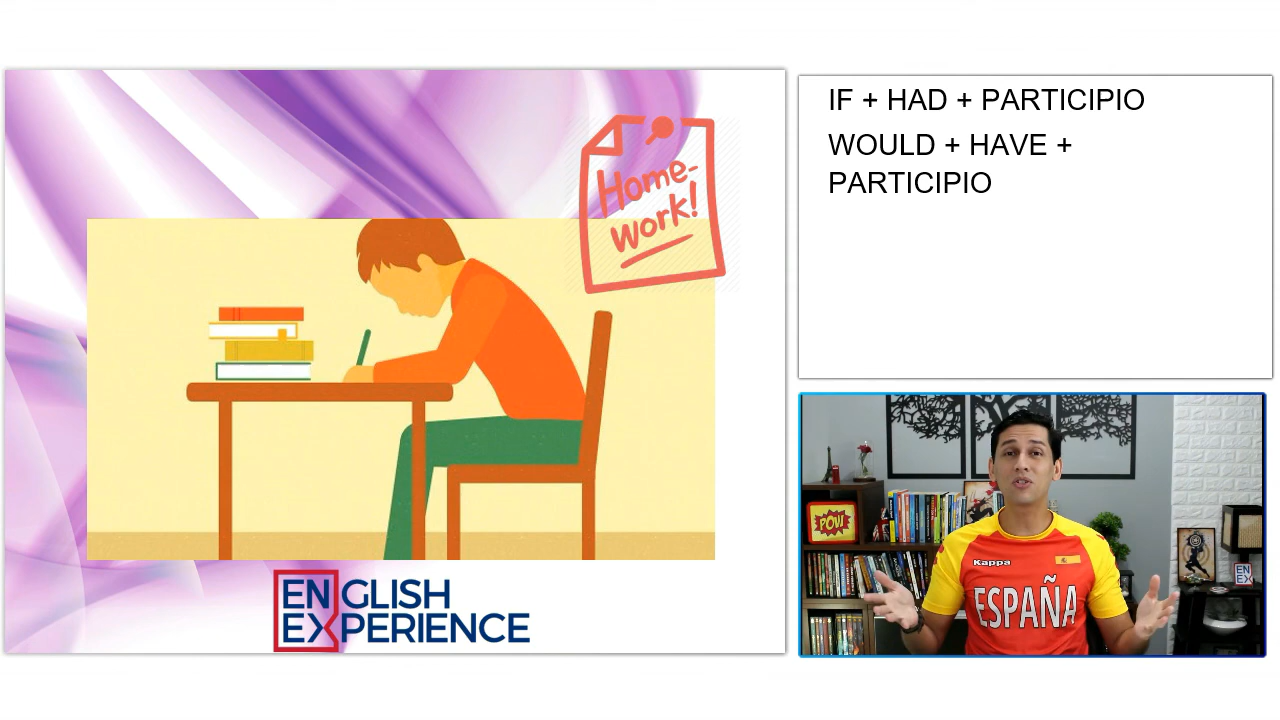 Home-
Work!
ENGLISH
EXPERIENCE
IF + HAD + PARTICIPIO
WOULD + HAVE +
PARTICIPIO
POW
Kappa
ESPAÑA
EN
EX